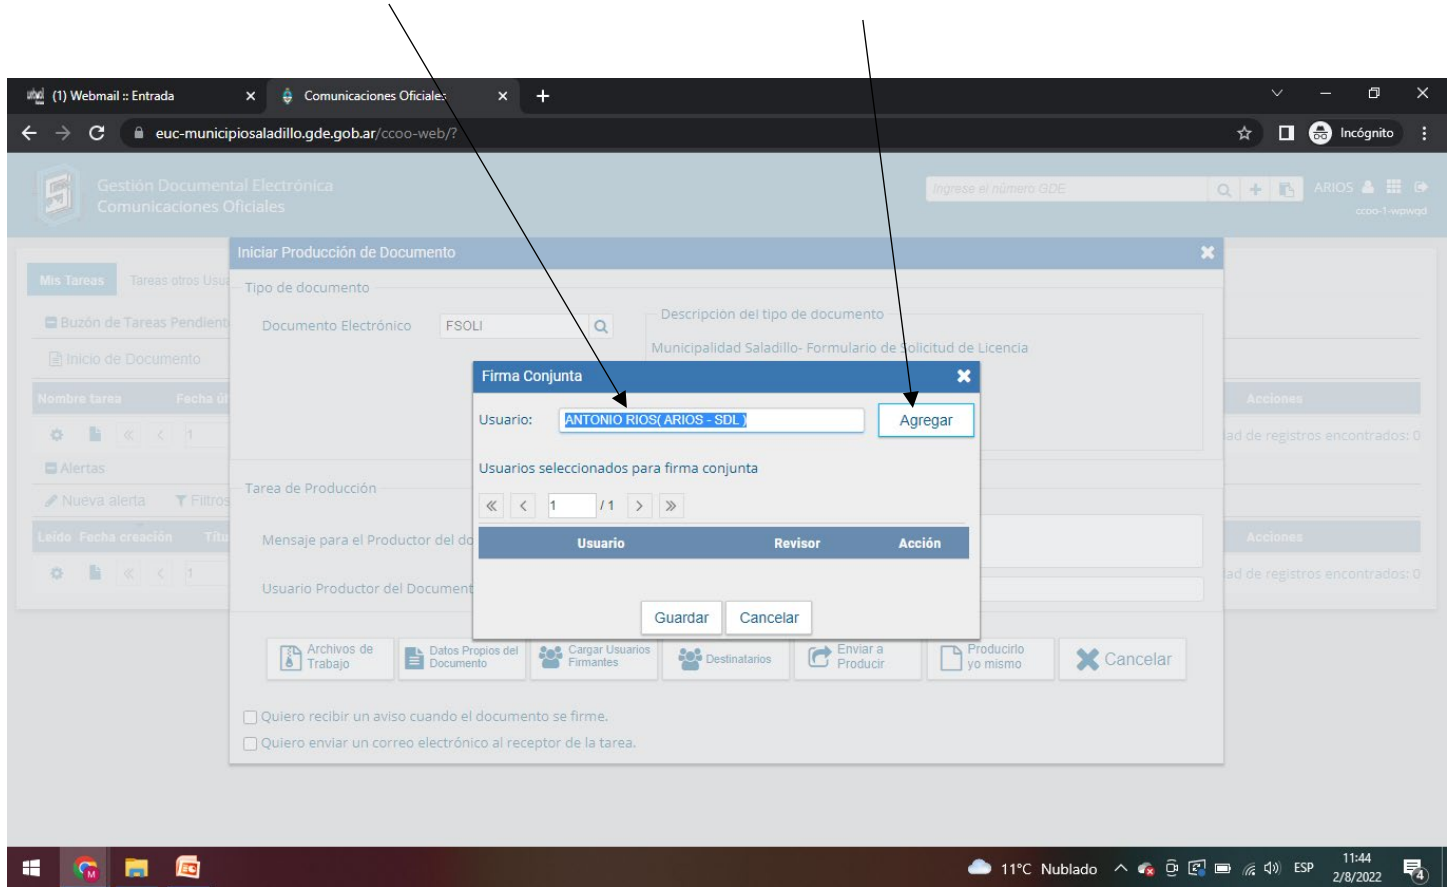 (1) Webmail :: Entrada
Comunicaciones Oficiales
euc-municipiosaladillo.gde.gob.ar/ccoo-web/?
Incógnito
Gestión Documental Electrónica
Comunicaciones Oficiales
Ingrese el número GDE
ARIOS
ccoo-1-wpwqd
Iniciar Producción de Documento
Mis Tareas
Tareas otros Usua
Tipo de documento
Buzón de Tareas Pendient
Documento Electrónico
FSOLI
Descripción del tipo de documento
Municipalidad Saladillo- Formulario de Solicitud de Licencia
Inicio de Documento
Firma Conjunta
Nombre tarea
Fecha úl
Acciones
Usuario:
ANTONIO RIOS( ARIOS - SDL )
Agregar
1
ad de registros encontrados: 0
Alertas
Usuarios seleccionados para firma conjunta
Tarea de Producción
Nueva alerta
Filtros
1
/ 1
Leído
Fecha creación
Títu
Mensaje para el Productor del do
Usuario
Revisor
Acción
Acciones
1
ad de registros encontrados: 0
Usuario Productor del Document
Guardar
Cancelar
Archivos de
Trabajo
Datos Propios del
Documento
Cargar Usuarios
Firmantes
Destinatarios
Enviar a
Producir
Producirlo
yo mismo
Cancelar
Quiero recibir un aviso cuando el documento se firme.
Quiero enviar un correo electrónico al receptor de la tarea.
11°C Nublado
ESP
11:44
2/8/2022
4